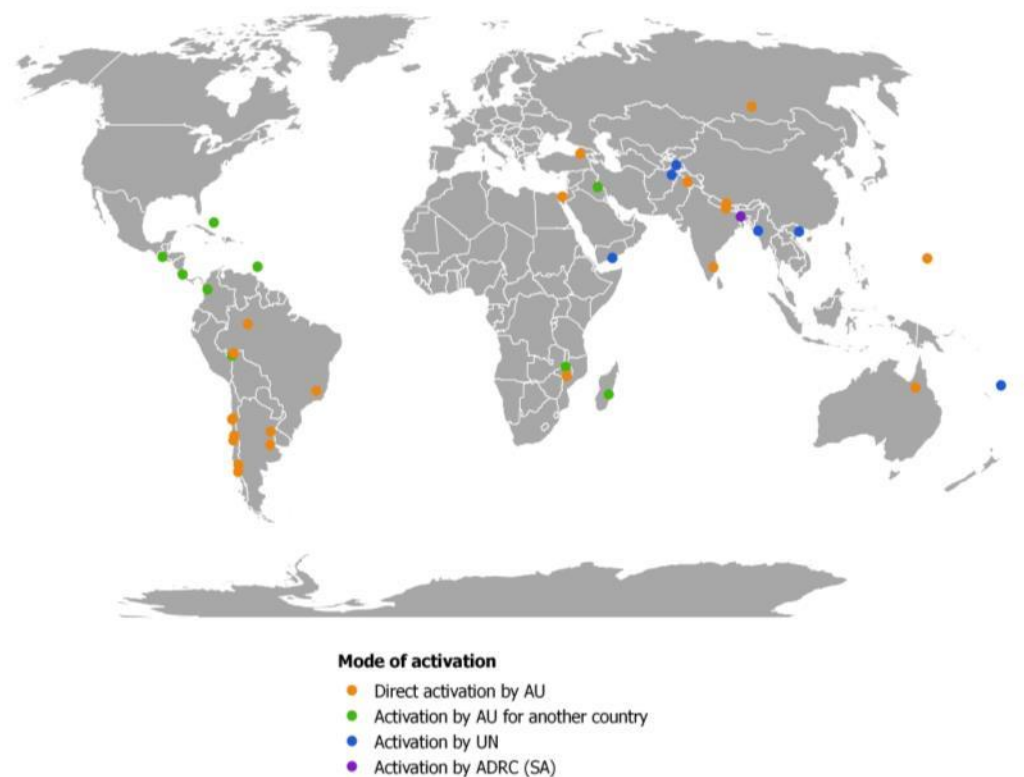 Mode of activation
Direct activation by AU
Activation by AU for another country
Activation by UN
Activation by ADRC (SA)